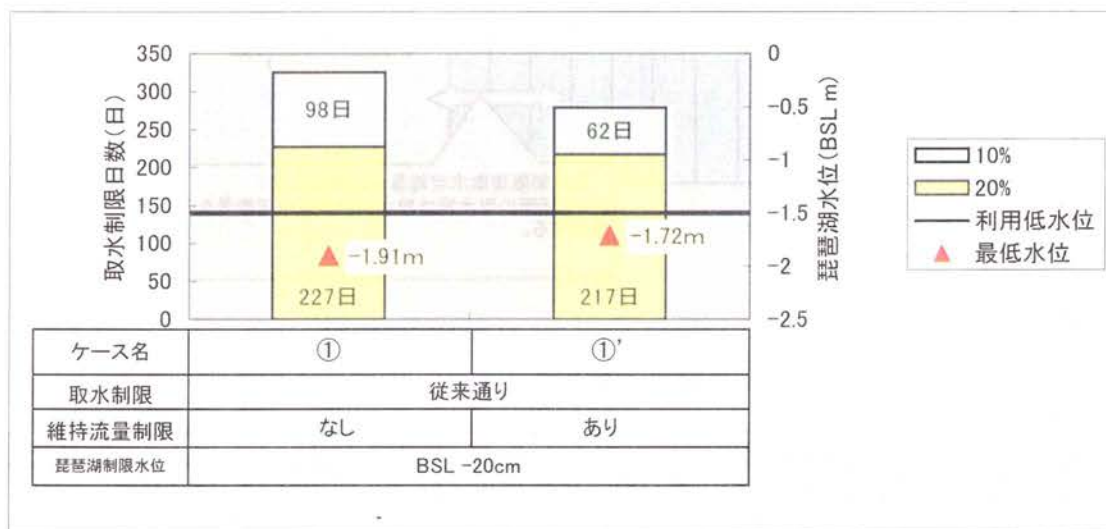 取水制限日数(日)
350
300
250
200
150
100
50
0
98日
227日
-1.91m
62日
217日
-1.72m
0
-0.5
-1
-1.5
-2
-2.5
琵琶湖水位(BSL m)
10%
20%
利用低水位
最低水位
ケース名 ① ①'
取水制限 従来通り
維持流量制限 なし あり
琵琶湖制限水位 BSL -20cm